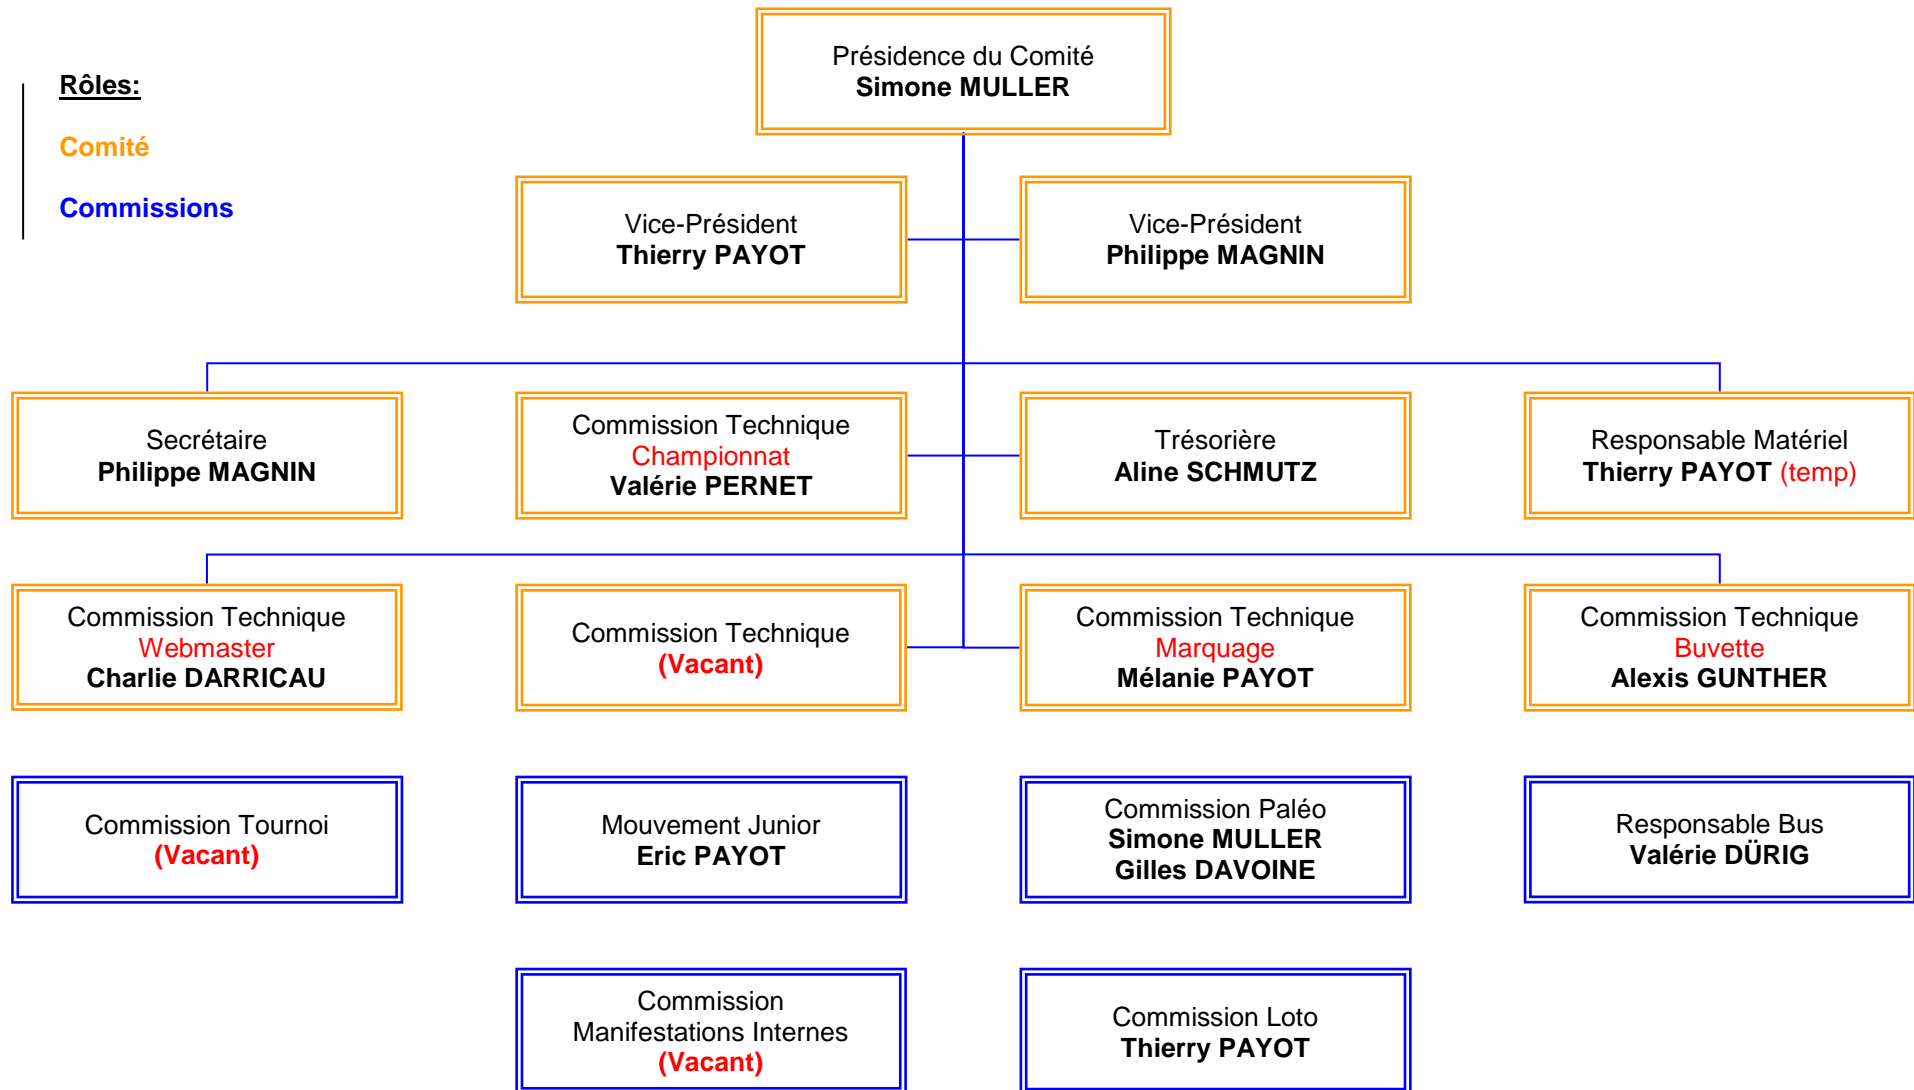 Présidence du Comité
Simone MULLER
Rôles:
Comité
Commissions
Vice-Président
Thierry PAYOT
Vice-Président
Philippe MAGNIN
Secrétaire
Philippe MAGNIN
Commission Technique
Championnat
Valérie PERNET
Trésorière
Aline SCHMUTZ
Responsable Matériel
Thierry PAYOT (temp)
Commission Technique
Webmaster
Charlie DARRICAU
Commission Technique
(Vacant)
Commission Technique
Marquage
Mélanie PAYOT
Commission Technique
Buvette
Alexis GUNTHER
Commission Tournoi
(Vacant)
Mouvement Junior
Eric PAYOT
Commission Paléo
Simone MULLER
Gilles DAVOINE
Responsable Bus
Valérie DÜRIG
Commission
Manifestations Internes
(Vacant)
Commission Loto
Thierry PAYOT